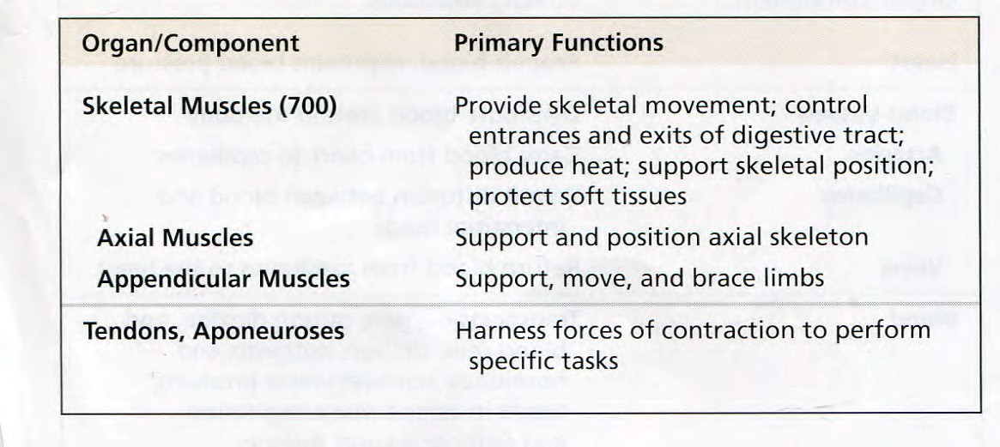 Organ/Component Primary Functions
Skeletal Muscles (700) Provide skeletal movement; control
entrances and exits of digestive tract;
produce heat; support skeletal position;
protect soft tissues
Axial Muscles Support and position axial skeleton
Appendicular Muscles Support, move, and brace limbs
Tendons, Aponeuroses Harness forces of contraction to perform
specific tasks